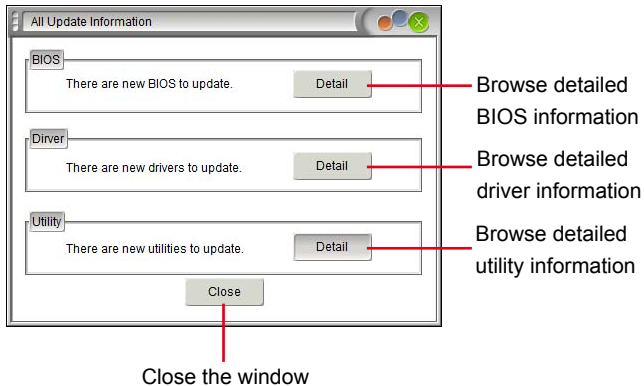 All Update Information
BIOS
There are new BIOS to update.
Detail
Browse detailed
BIOS information
Dirver
There are new drivers to update.
Detail
Browse detailed
driver information
Utility
There are new utilities to update.
Detail
Browse detailed
utility information
Close
Close the window